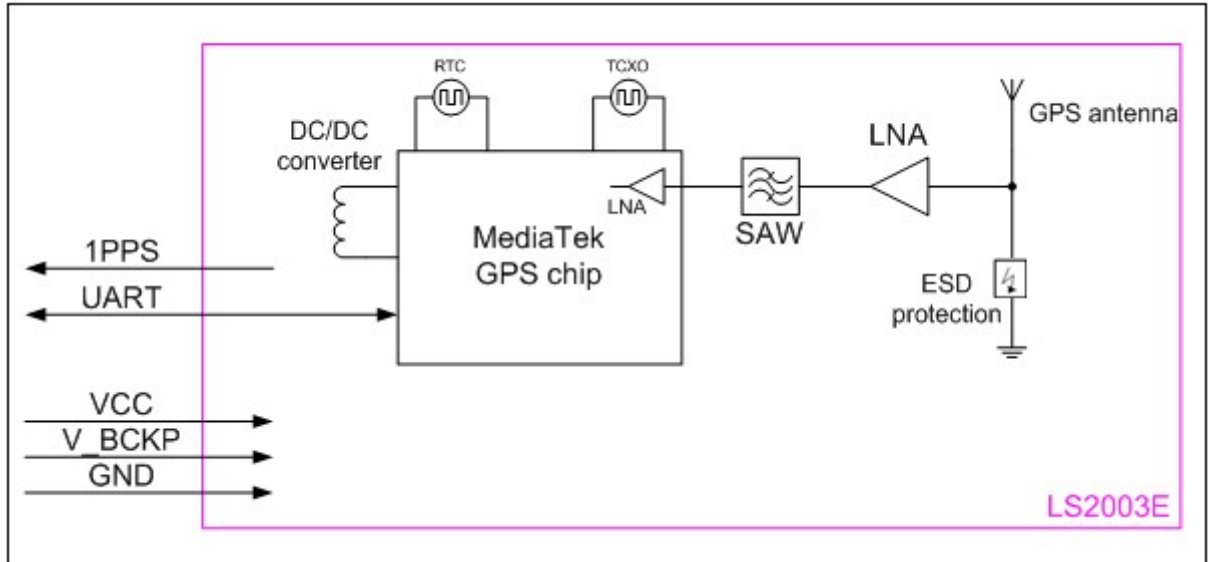 RTC
TCXO
GPS antenna
DC/DC
converter
LNA
LNA
SAW
MediaTek
GPS chip
1PPS
UART
ESD
protection
VCC
V_BCKP
GND
LS2003E